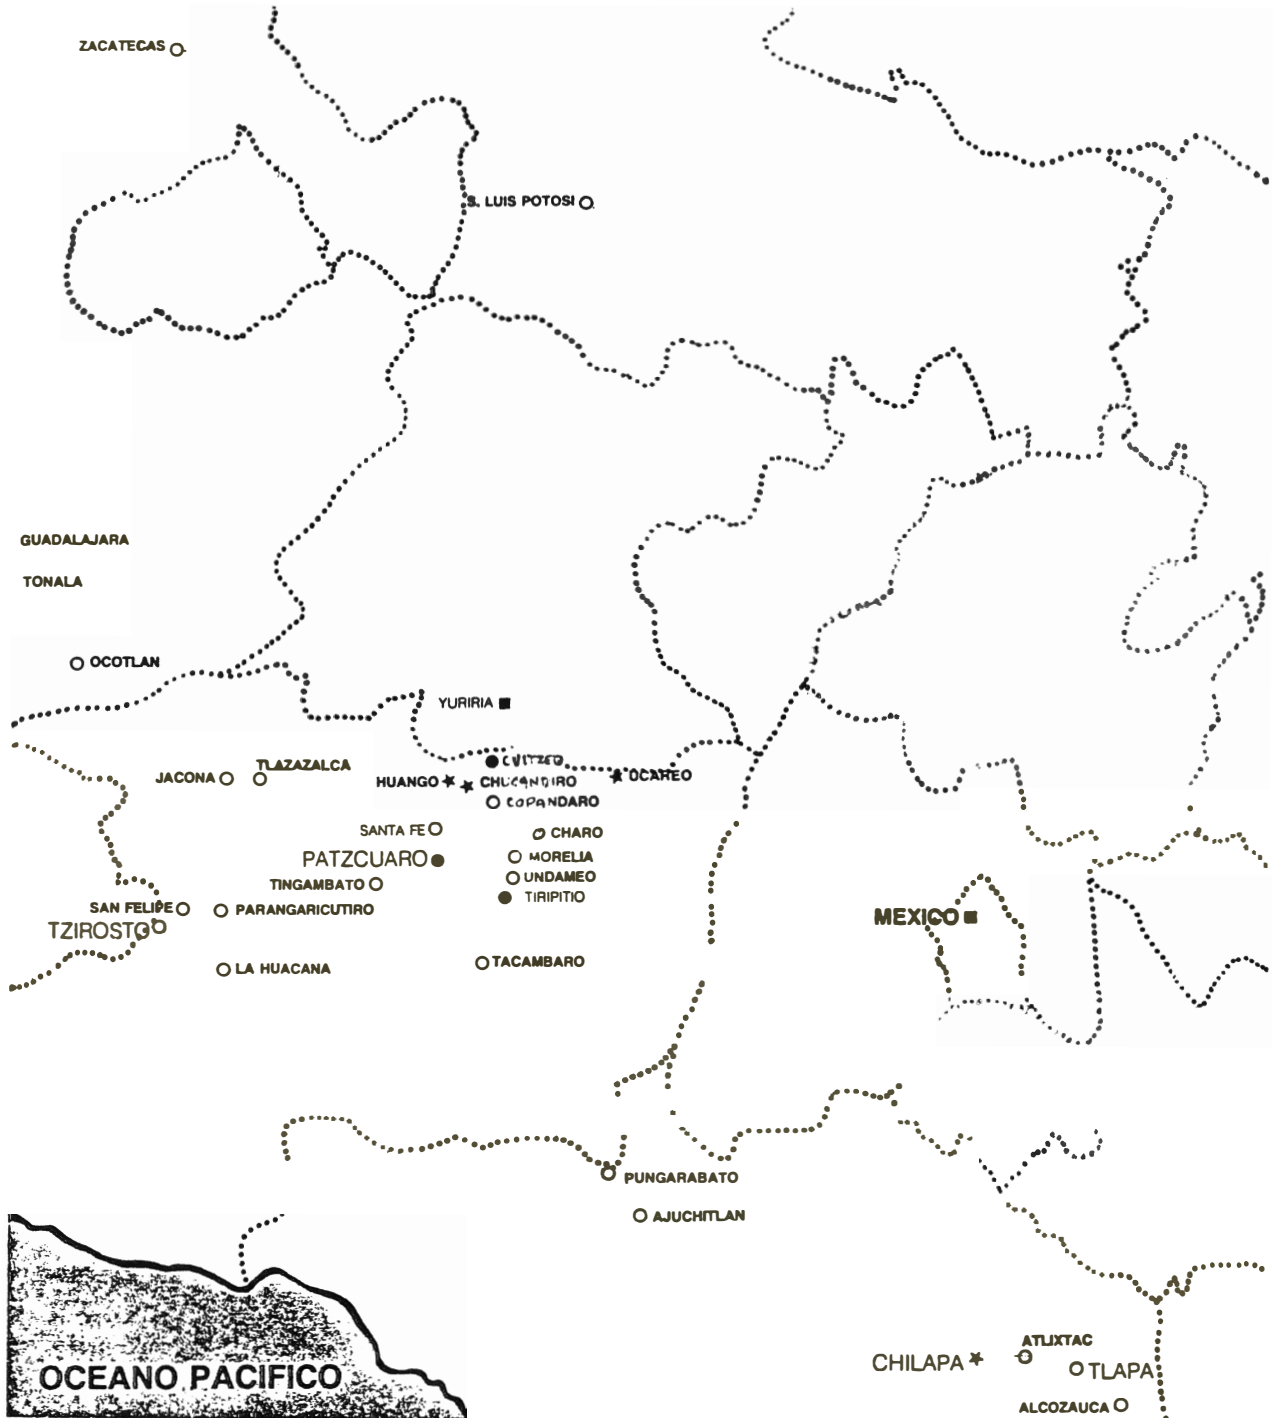 ZACATECAS
S. LUIS POTOSI
GUADALAJARA
TONALA
OCOTLAN
YURIRIA
CUITZEO
TLAZAZALCA
JACONA
HUANGO
CHUCANDIRO
UCAREO
COPANDARO
SANTA FE
CHARO
PATZCUARO
MORELIA
TINGAMBATO
UNDAMEO
TIRIPITIO
SAN FELIPE
PARANGARICUTIRO
MEXICO
TZIROSTO
TACAMBARO
LA HUACANA
PUNGARABATO
AJUCHITLAN
ATLIXTAC
CHILAPA
TLAPA
OCEANO PACIFICO
ALCOZAUCA